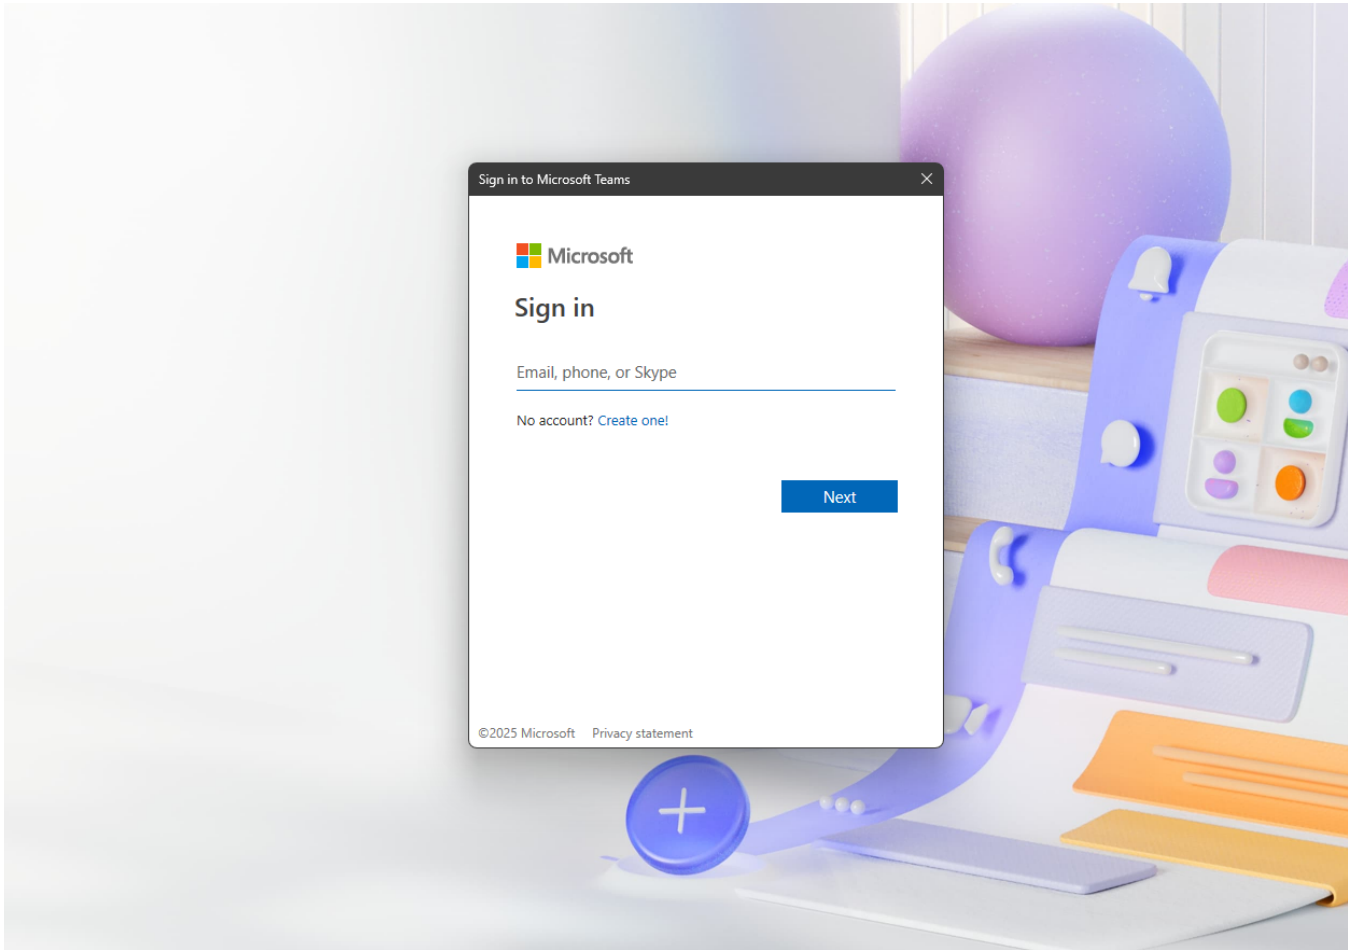 Sign in to Microsoft Teams
Microsoft
Sign in
Email, phone, or Skype
No account? Create one!
Next
©2025 Microsoft Privacy statement